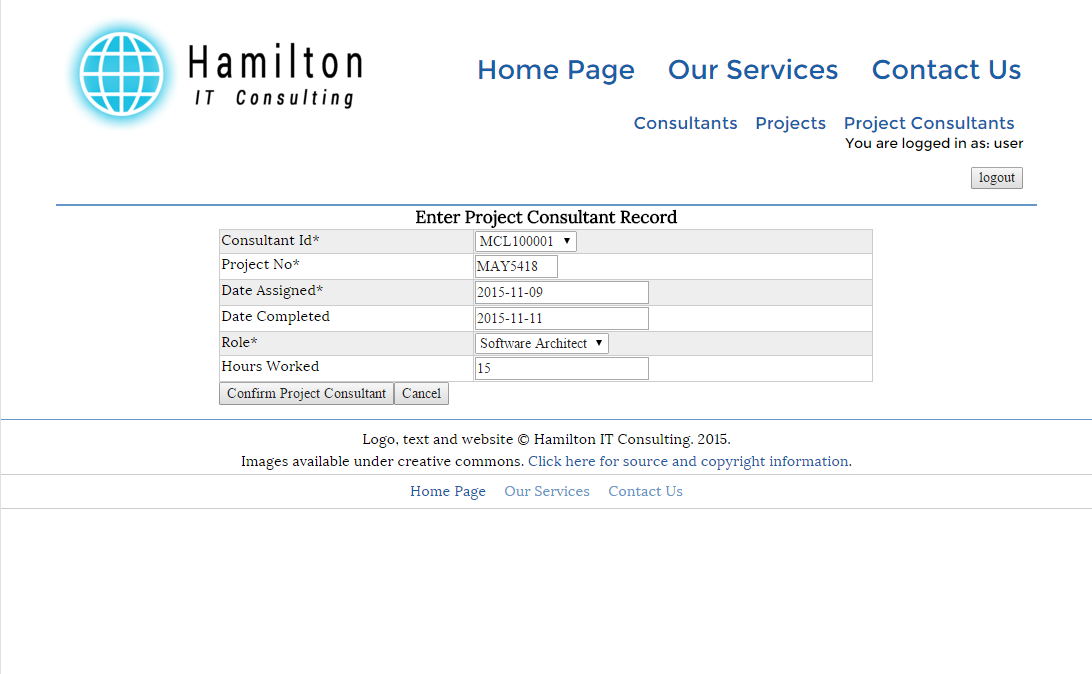 Hamilton
IT Consulting
Home Page Our Services Contact Us
Consultants Projects Project Consultants
You are logged in as: user
logout
Enter Project Consultant Record
Consultant Id* MCL100001
Project No* MAY5418
Date Assigned* 2015-11-09
Date Completed 2015-11-11
Role* Software Architect
Hours Worked 15
Confirm Project Consultant Cancel
Logo, text and website © Hamilton IT Consulting. 2015.
Images available under creative commons. Click here for source and copyright information.
Home Page Our Services Contact Us